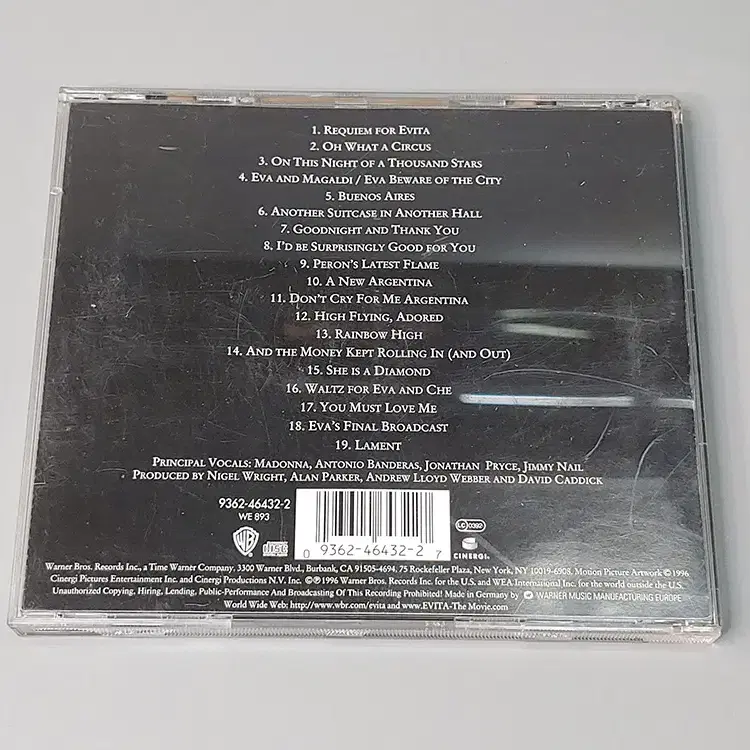 1. Requiem for Evita
2. Oh What a Circus
3. On This Night of a Thousand Stars
4. Eva and Magaldi / Eva Beware of the City
5. Buenos Aires
6. Another Suitcase in Another Hall
7. Goodnight and Thank You
8. I'd be Surprisingly Good for You
9. Peron's Latest Flame
10. A New Argentina
11. Don't Cry for Me Argentina
12. High Flying, Adored
13. Rainbow High
14. And the Money Kept Rolling In (and Out)
15. She is a Diamond
16. Waltz for Eva and Che
17. You Must Love Me
18. Eva's Final Broadcast
19. Lament
Principal Vocals: Madonna, Antonio Banderas, Jonathan Pryce, Jimmy Nail
Produced by Nigel Wright, Alan Parker, Andrew Lloyd Webber and David Caddick
9362-46432-2
WE 893
LC 0392
WB
COMPACT disc
CINERGI.
0 9362-46432-2 7
Warner Bros. Records Inc., a Time Warner Company. 3300 Warner Blvd., Burbank, CA 91505-4694. 75 Rockefeller Plaza, New York, NY, 10019-6908. Motion Picture Artwork © 1996
Cinergi Pictures Entertainment Inc. and Cinergi Productions N.V. Inc. ©℗ 1996 Warner Bros. Records Inc. for the U.S. and WEA International Inc. for the world outside the U.S.
Unauthorized Copying, Hiring, Lending, Public-Performance And Broadcasting Of This Recording Prohibited! Made in Germany by WARNER MUSIC MANUFACTURING EUROPE
World Wide Web: http://www.wbr.com/evita and www.EVITA-The Movie.com